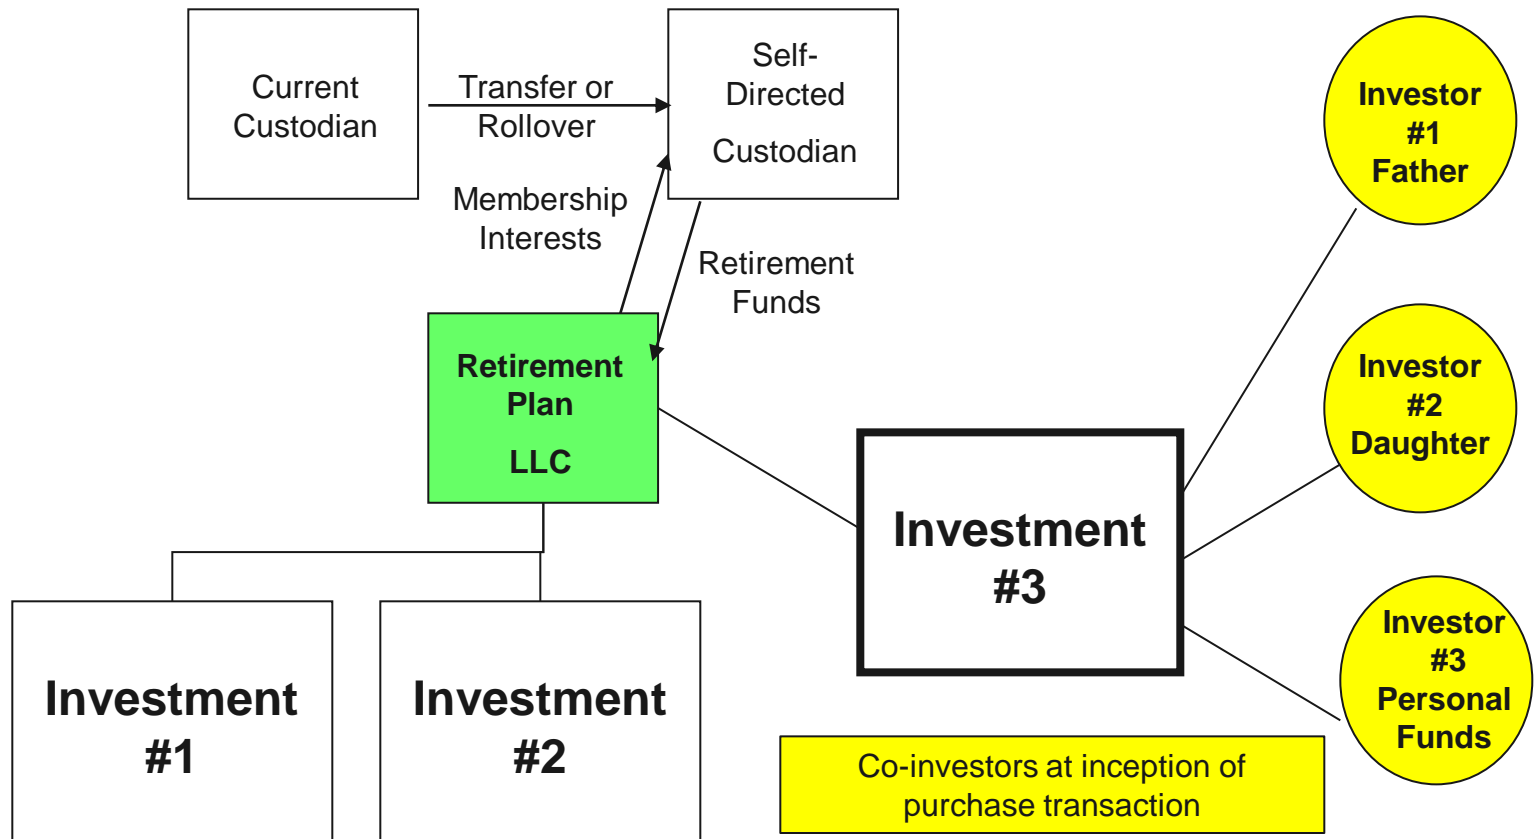 Current
Custodian
Transfer or
Rollover
Self-
Directed
Custodian
Membership
Interests
Retirement
Funds
Retirement
Plan
LLC
Investment
#1
Investment
#2
Investment
#3
Investor
#1
Father
Investor
#2
Daughter
Investor
#3
Personal
Funds
Co-investors at inception of
purchase transaction